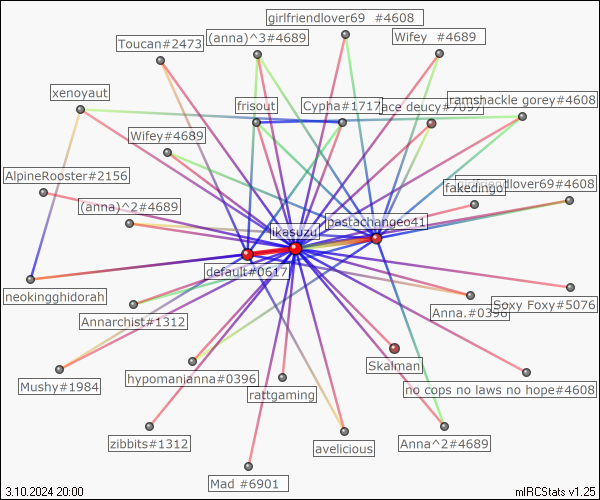 girlfriendlover69 #4608
(anna)^3#4689
Wifey #4689
Toucan#2473
xenoyaut
frisout
Cypha#1717
ace deucy#7097
ramshackle gorey#4608
Wifey#4689
AlpineRooster#2156
fakedingo
girlfriendlover69#4608
(anna)^2#4689
pastachangeo41
ikasuzu
default#0617
neokingghidorah
Annarchist#1312
Anna.#0396
Soxy Foxy#5076
Skalman
Mushy#1984
hypomanianna#0396
rattgaming
no cops no laws no hope#4608
zibbits#1312
avelicious
Anna^2#4689
Mad #6901
3.10.2024 20:00
mIRCStats v1.25